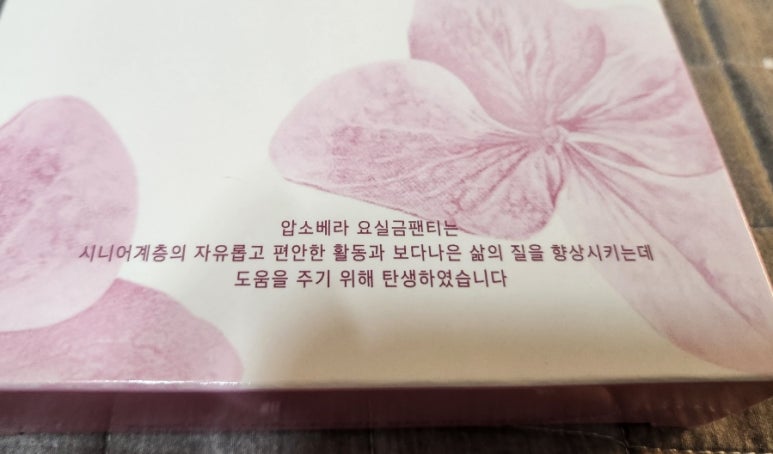 압소베라 요실금팬티는
시니어계층의 자유롭고 편안한 활동과 보다나은 삶의 질을 향상시키는데
도움을 주기 위해 탄생하였습니다